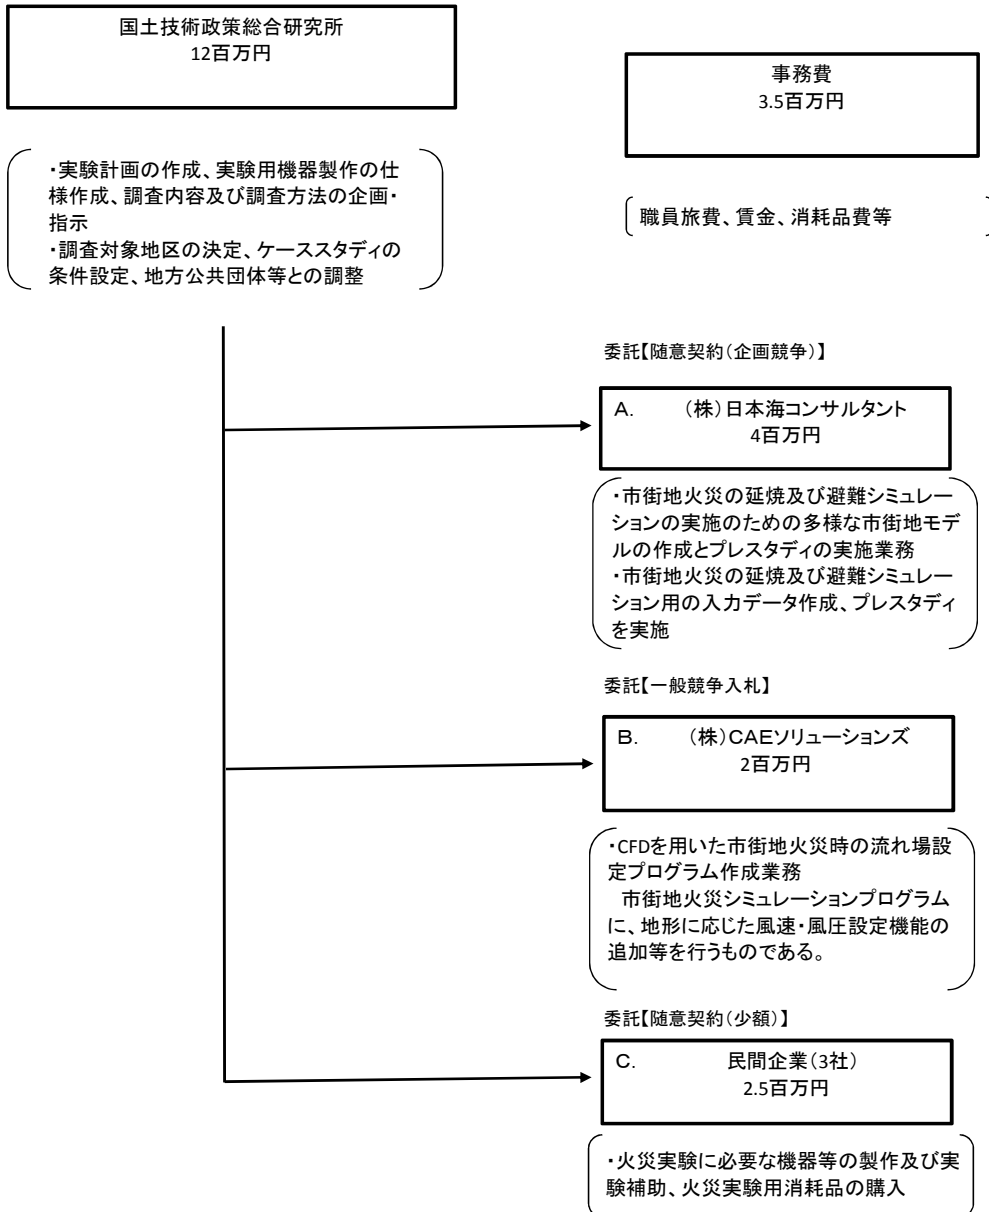 国土技術政策総合研究所
12百万円
事務費
3.5百万円
・実験計画の作成、実験用機器製作の仕
様作成、調査内容及び調査方法の企画・
指示
・調査対象地区の決定、ケーススタディの
条件設定、地方公共団体等との調整
職員旅費、賃金、消耗品費等
委託【随意契約（企画競争）】
A. （株）日本海コンサルタント
4百万円
・市街地火災の延焼及び避難シミュレー
ションの実施のための多様な市街地モデ
ルの作成とプレスタディの実施業務
・市街地火災の延焼及び避難シミュレー
ション用の入力データ作成、プレスタディ
を実施
委託【一般競争入札】
B. （株）CAEソリューションズ
2百万円
・CFDを用いた市街地火災時の流れ場設
定プログラム作成業務
市街地火災シミュレーションプログラム
に、地形に応じた風速・風圧設定機能の
追加等を行うものである。
委託【随意契約（少額）】
C. 民間企業（3社）
2.5百万円
・火災実験に必要な機器等の製作及び実
験補助、火災実験用消耗品の購入